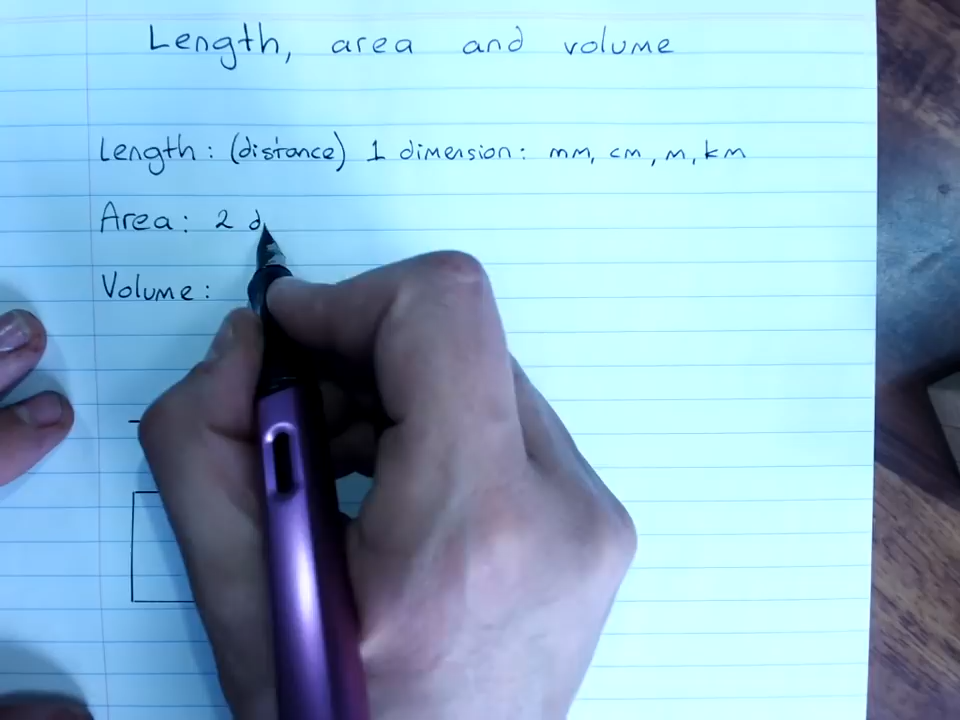 Length, area and volume
Length: (distance) 1 dimension: mm, cm, m, km
Area: 2 d
Volume: